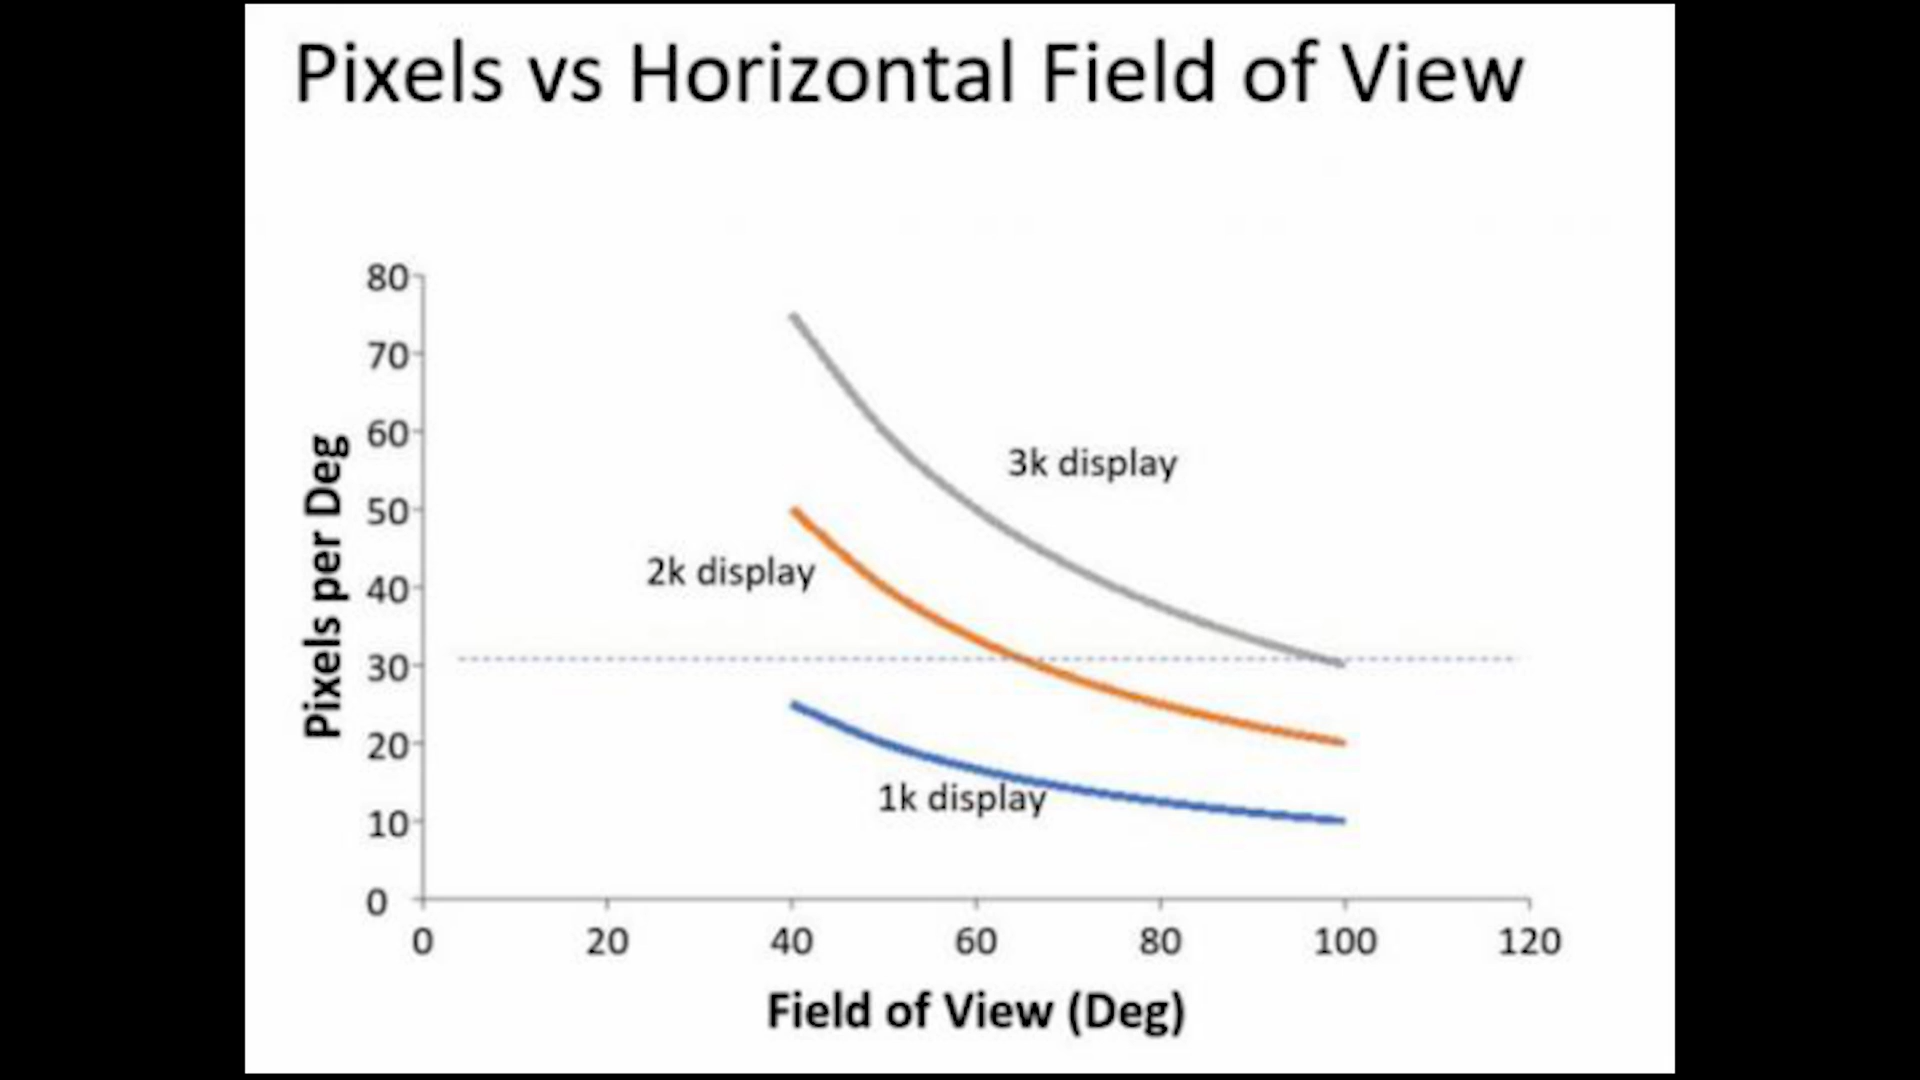 Pixels vs Horizontal Field of View
80
70
60
50
40
30
20
10
0
Pixels per Deg
3k display
2k display
1k display
0 20 40 60 80 100 120
Field of View (Deg)